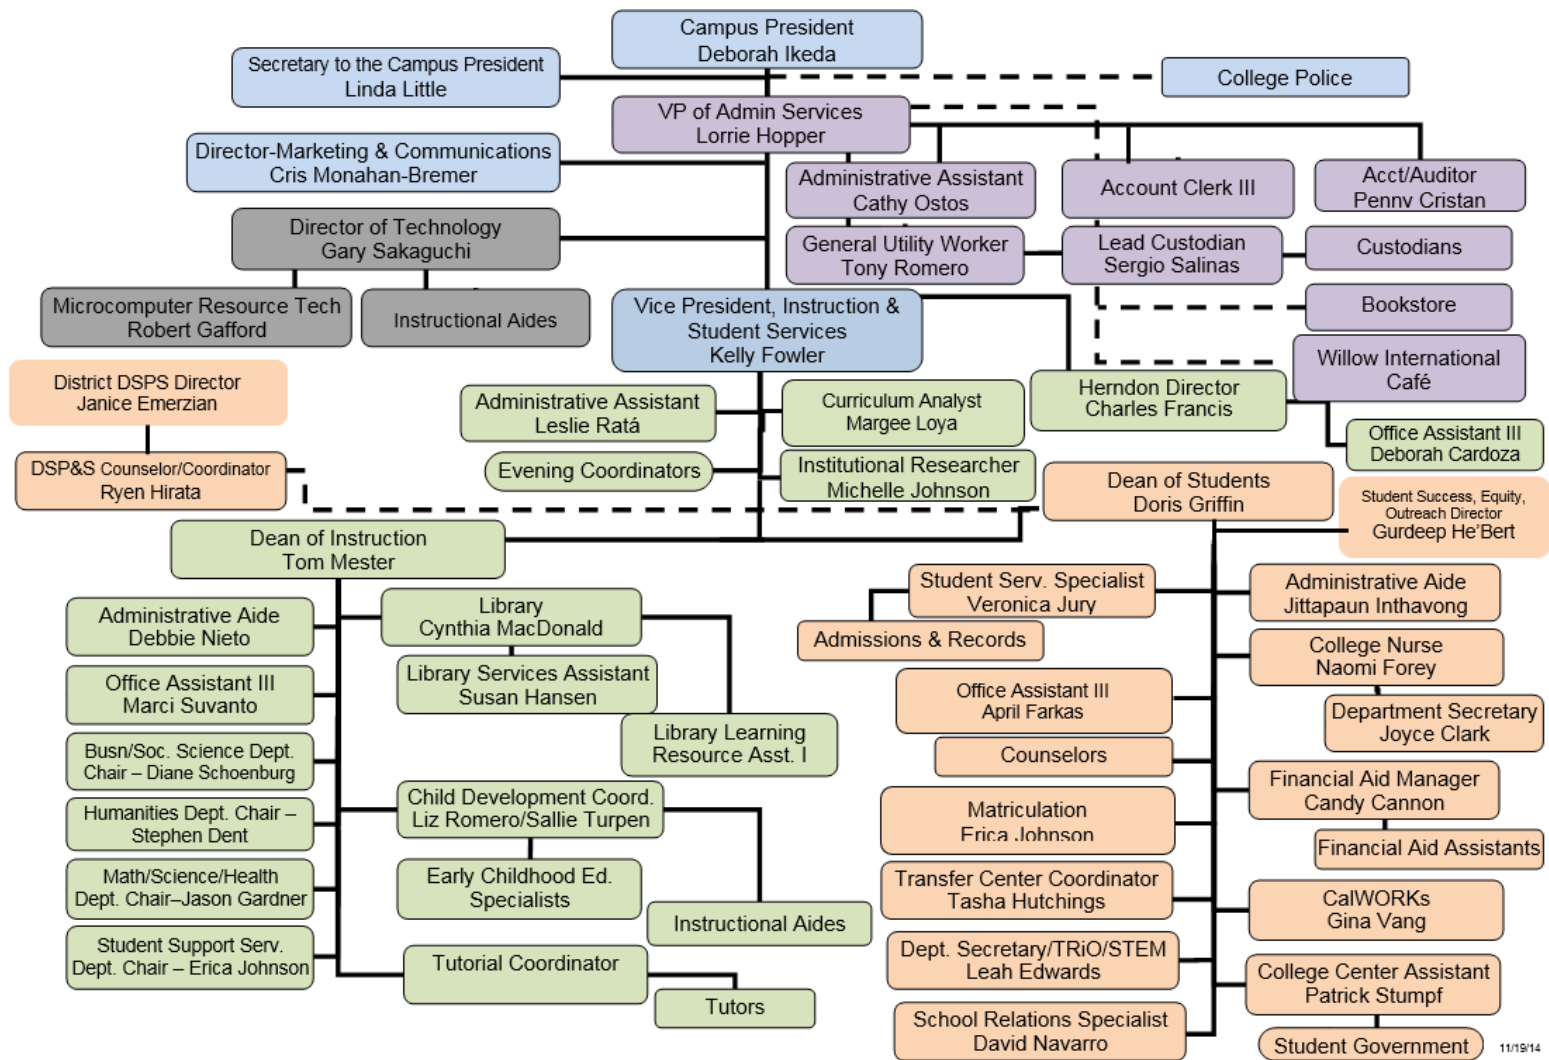 Campus President
Deborah Ikeda
Secretary to the Campus President
Linda Little
College Police
VP of Admin Services
Lorrie Hopper
Director-Marketing & Communications
Cris Monahan-Bremer
Administrative Assistant
Cathy Ostos
Account Clerk III
Acct/Auditor
Penny Cristan
Director of Technology
Gary Sakaguchi
General Utility Worker
Tony Romero
Lead Custodian
Sergio Salinas
Custodians
Microcomputer Resource Tech
Robert Gafford
Instructional Aides
Vice President, Instruction &
Student Services
Kelly Fowler
Bookstore
Willow International
Café
District DSPS Director
Janice Emerzian
Administrative Assistant
Leslie Ratá
Curriculum Analyst
Margee Loya
Herndon Director
Charles Francis
Office Assistant III
Deborah Cardoza
DSP&S Counselor/Coordinator
Ryen Hirata
Evening Coordinators
Institutional Researcher
Michelle Johnson
Dean of Students
Doris Griffin
Student Success, Equity,
Outreach Director
Gurdeep He’Bert
Dean of Instruction
Tom Mester
Student Serv. Specialist
Veronica Jury
Administrative Aide
Jittapaun Inthavong
Admissions & Records
Administrative Aide
Debbie Nieto
Library
Cynthia MacDonald
College Nurse
Naomi Forey
Office Assistant III
Marci Suvanto
Library Services Assistant
Susan Hansen
Office Assistant III
April Farkas
Department Secretary
Joyce Clark
Library Learning
Resource Asst. I
Busn/Soc. Science Dept.
Chair – Diane Schoenburg
Counselors
Child Development Coord.
Liz Romero/Sallie Turpen
Financial Aid Manager
Candy Cannon
Humanities Dept. Chair –
Stephen Dent
Matriculation
Erica Johnson
Financial Aid Assistants
Math/Science/Health
Dept. Chair–Jason Gardner
Early Childhood Ed.
Specialists
Transfer Center Coordinator
Tasha Hutchings
CalWORKs
Gina Vang
Instructional Aides
Student Support Serv.
Dept. Chair – Erica Johnson
Tutorial Coordinator
Dept. Secretary/TRiO/STEM
Leah Edwards
College Center Assistant
Patrick Stumpf
Tutors
School Relations Specialist
David Navarro
Student Government
11/19/14